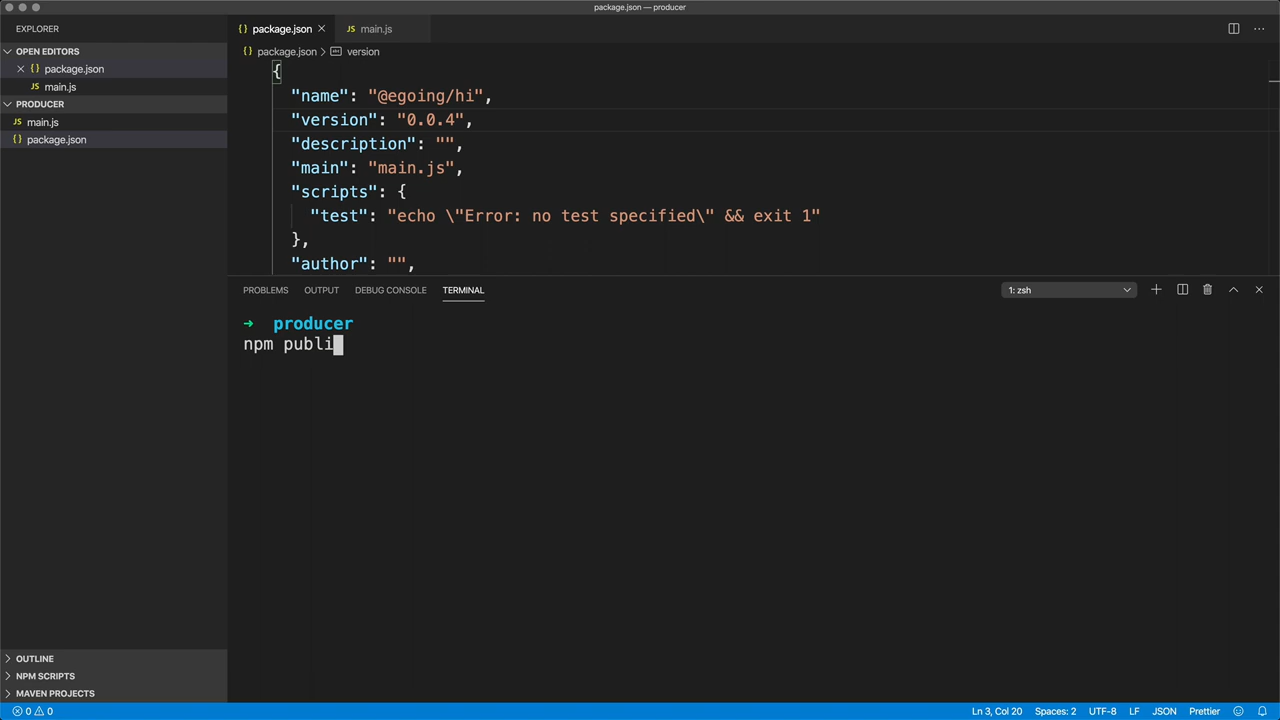 package.json — producer
EXPLORER
OPEN EDITORS
package.json
main.js
PRODUCER
main.js
package.json
OUTLINE
NPM SCRIPTS
MAVEN PROJECTS
package.json
main.js
package.json version
{
"name": "@egoing/hi",
"version": "0.0.4",
"description": "",
"main": "main.js",
"scripts": {
"test": "echo \"Error: no test specified\" && exit 1"
},
"author": "",
PROBLEMS OUTPUT DEBUG CONSOLE TERMINAL 1: zsh
➜ producer
npm publi
0 0 Ln 3, Col 20 Spaces: 2 UTF-8 LF JSON Prettier